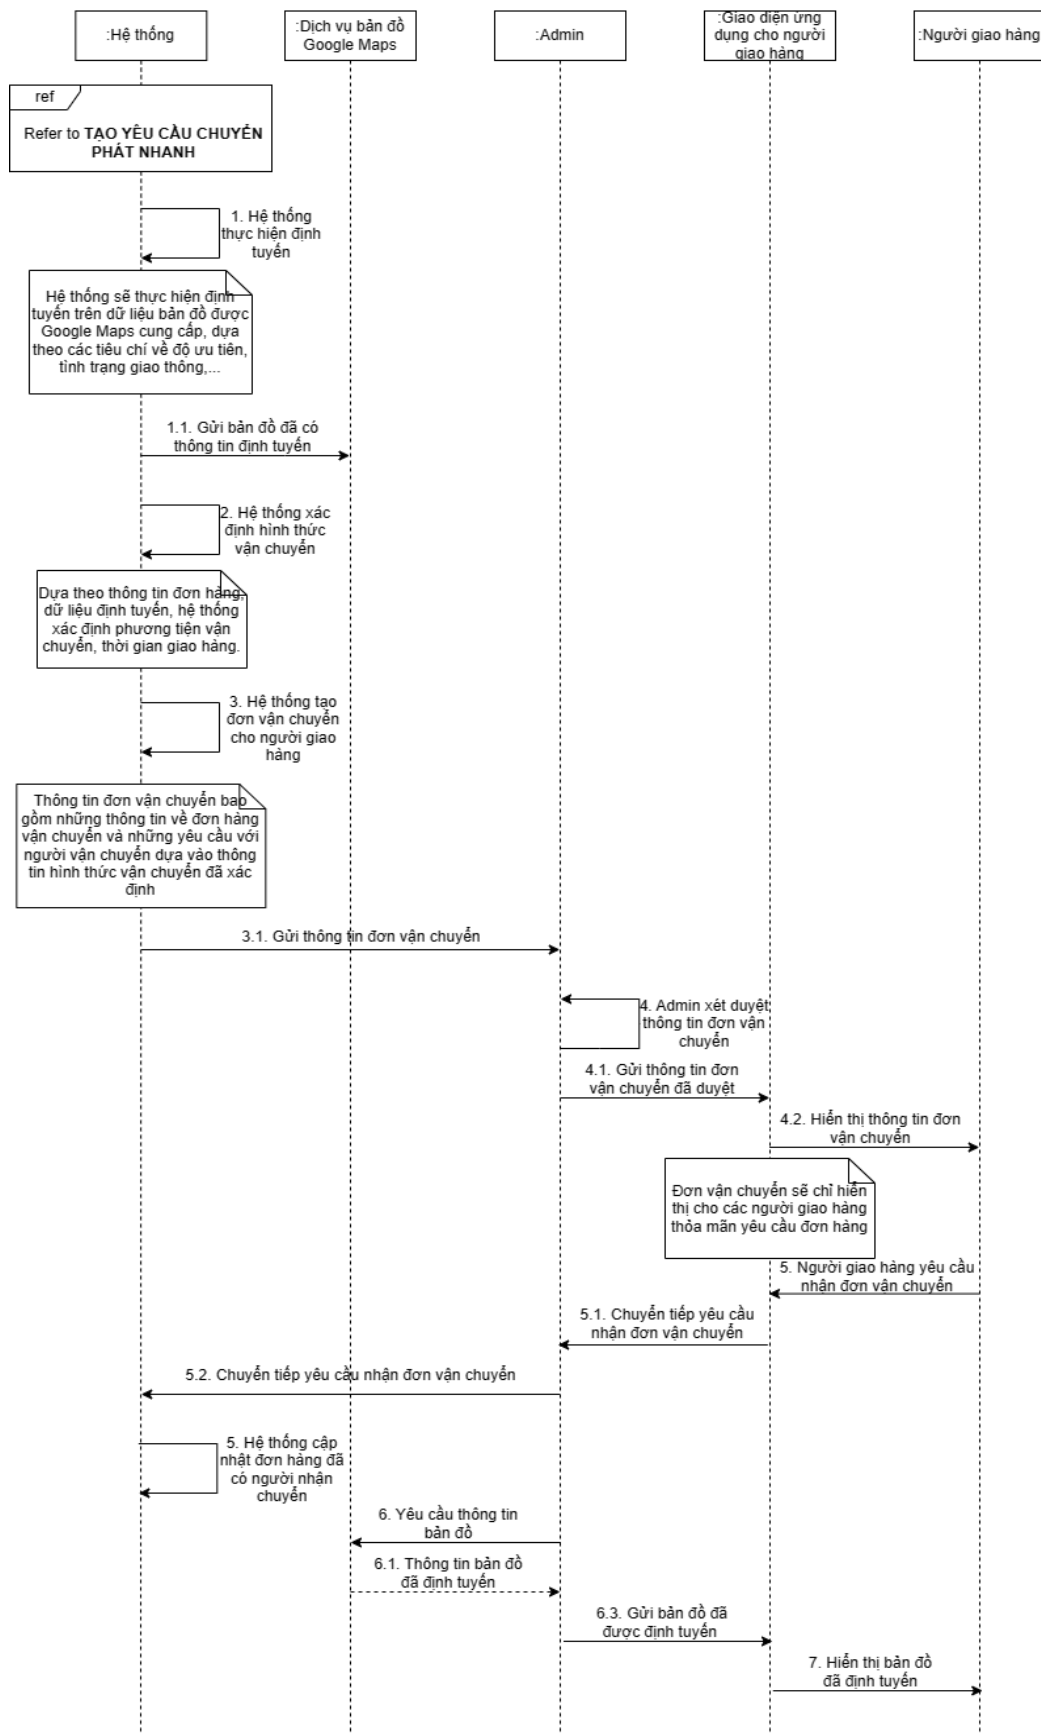 :Hệ thống
:Dịch vụ bản đồ
Google Maps
:Admin
:Giao diện ứng
dụng cho người
giao hàng
:Người giao hàng
ref
Refer to TẠO YÊU CẦU CHUYỂN
PHÁT NHANH
1. Hệ thống
thực hiện định
tuyến
Hệ thống sẽ thực hiện định
tuyến trên dữ liệu bản đồ được
Google Maps cung cấp, dựa
theo các tiêu chí về độ ưu tiên,
tình trạng giao thông,...
1.1. Gửi bản đồ đã có
thông tin định tuyến
2. Hệ thống xác
định hình thức
vận chuyển
Dựa theo thông tin đơn hàng,
dữ liệu định tuyến, hệ thống
xác định phương tiện vận
chuyển, thời gian giao hàng.
3. Hệ thống tạo
đơn vận chuyển
cho người giao
hàng
Thông tin đơn vận chuyển bao
gồm những thông tin về đơn hàng
vận chuyển và những yêu cầu với
người vận chuyển dựa vào thông
tin hình thức vận chuyển đã xác
định
3.1. Gửi thông tin đơn vận chuyển
4. Admin xét duyệt
thông tin đơn vận
chuyển
4.1. Gửi thông tin đơn
vận chuyển đã duyệt
4.2. Hiển thị thông tin đơn
vận chuyển
Đơn vận chuyển sẽ chỉ hiển
thị cho các người giao hàng
thỏa mãn yêu cầu đơn hàng
5. Người giao hàng yêu cầu
nhận đơn vận chuyển
5.1. Chuyển tiếp yêu cầu
nhận đơn vận chuyển
5.2. Chuyển tiếp yêu cầu nhận đơn vận chuyển
5. Hệ thống cập
nhật đơn hàng đã
có người nhận
chuyển
6. Yêu cầu thông tin
bản đồ
6.1. Thông tin bản đồ
đã định tuyến
6.3. Gửi bản đồ đã
được định tuyến
7. Hiển thị bản đồ
đã định tuyến